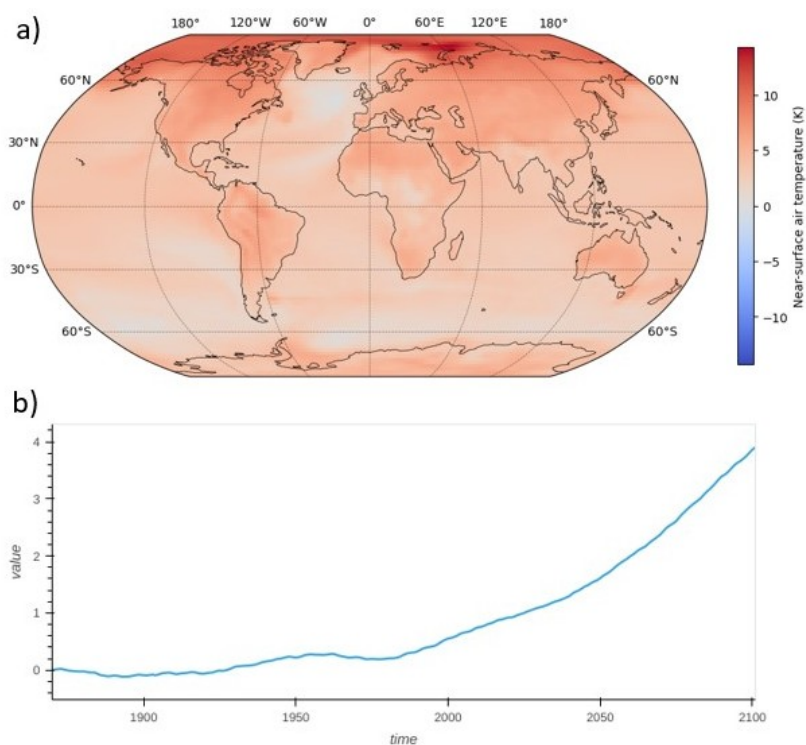 a)
180° 120°W 60°W 0° 60°E 120°E 180°
60°N 60°N
30°N
0°
30°S
60°S 60°S
10
5
0
−5
−10
Near-surface air temperature (K)
b)
4
3
2
1
0
value
1900 1950 2000 2050 2100
time